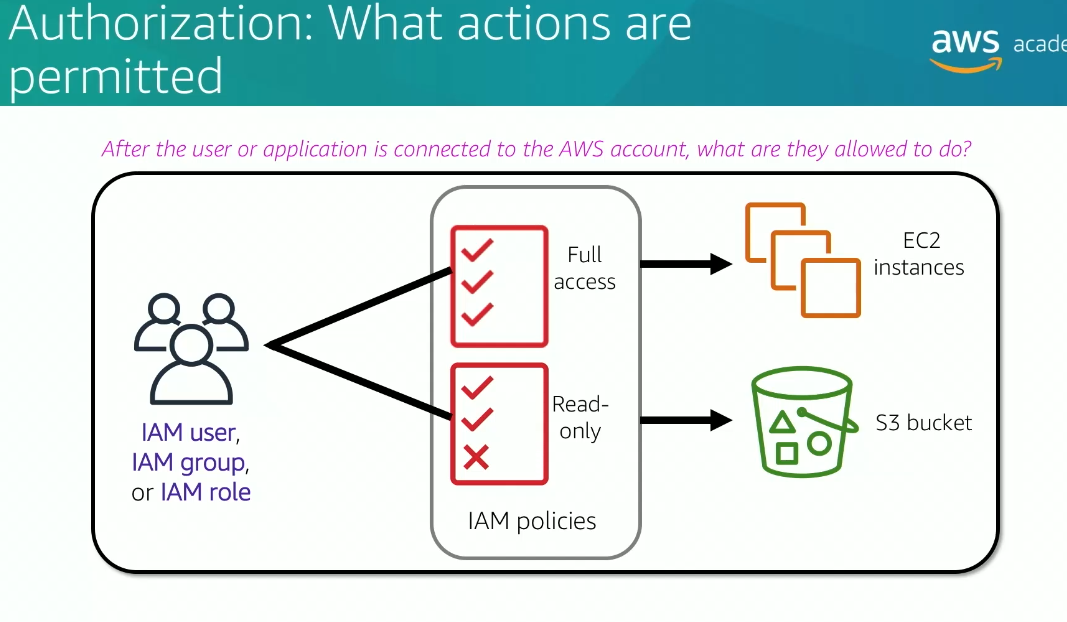 Authorization: What actions are
permitted
aws acade
After the user or application is connected to the AWS account, what are they allowed to do?
Full
access
EC2
instances
Read-
only
S3 bucket
IAM user,
IAM group,
or IAM role
IAM policies